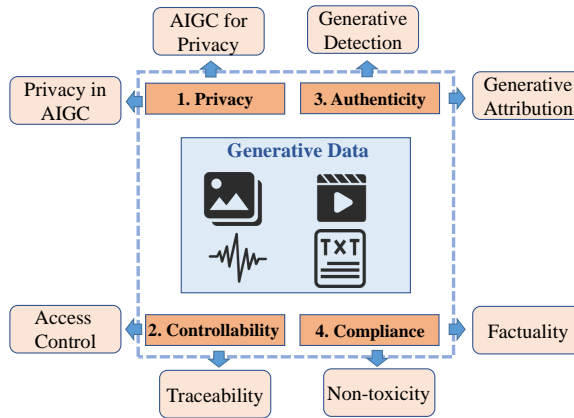 AIGC for
Privacy
Generative
Detection
Privacy in
AIGC
1. Privacy
3. Authenticity
Generative
Attribution
Generative Data
TXT
Access
Control
2. Controllability
4. Compliance
Factuality
Traceability
Non-toxicity